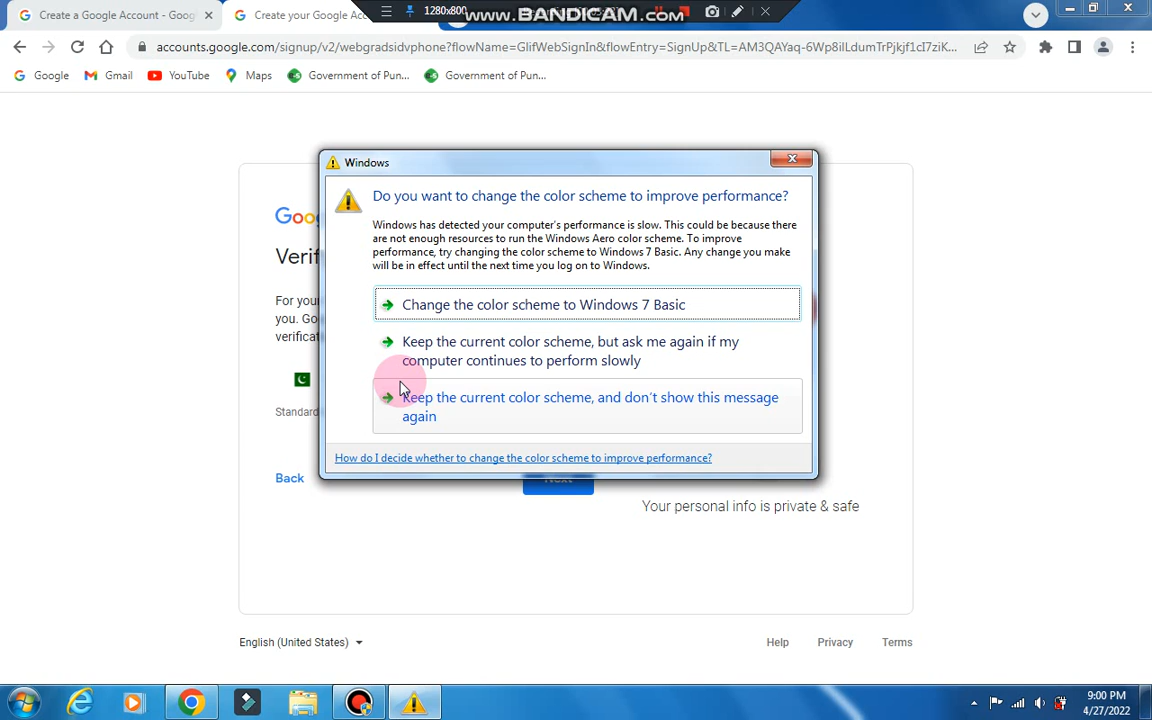 Create a Google Account - Goog
Create your Google Ac
1280x800
www.BANDICAM.com
accounts.google.com/signup/v2/webgradsidvphone?flowName=GlifWebSignIn&flowEntry=SignUp&TL=AM3QAYaq-6Wp8ilLdumTrPjkjf1cI7ziK...
Google
Gmail
YouTube
Maps
Government of Pun...
Government of Pun...
Windows
Do you want to change the color scheme to improve performance?
Windows has detected your computer's performance is slow. This could be because there
are not enough resources to run the Windows Aero color scheme. To improve
performance, try changing the color scheme to Windows 7 Basic. Any change you make
will be in effect until the next time you log on to Windows.
Change the color scheme to Windows 7 Basic
Keep the current color scheme, but ask me again if my
computer continues to perform slowly
Keep the current color scheme, and don't show this message
again
How do I decide whether to change the color scheme to improve performance?
Goog
Verif
For your
you. Goo
verificat
Standard
Back
Next
Your personal info is private & safe
English (United States)
Help
Privacy
Terms
9:00 PM
4/27/2022